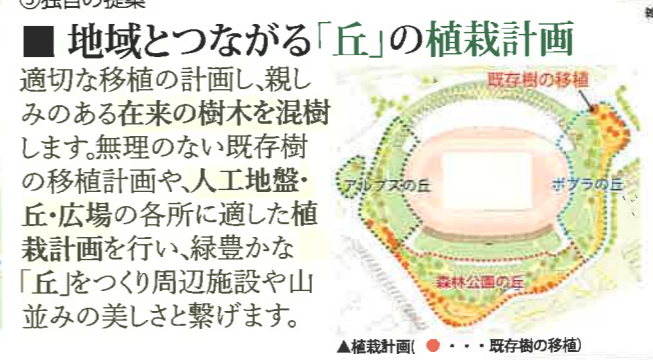 ③独自の提案
■ 地域とつながる「丘」の植栽計画
適切な移植の計画し、親し
みのある在来の樹木を混樹
します。無理のない既存樹
の移植計画や、人工地盤・
丘・広場の各所に適した植
栽計画を行い、緑豊かな
「丘」をつくり周辺施設や山
並みの美しさと繋げます。
既存樹の移植
アルプスの丘
ポプラの丘
森林公園の丘
▲植栽計画( ●・・・既存樹の移植)